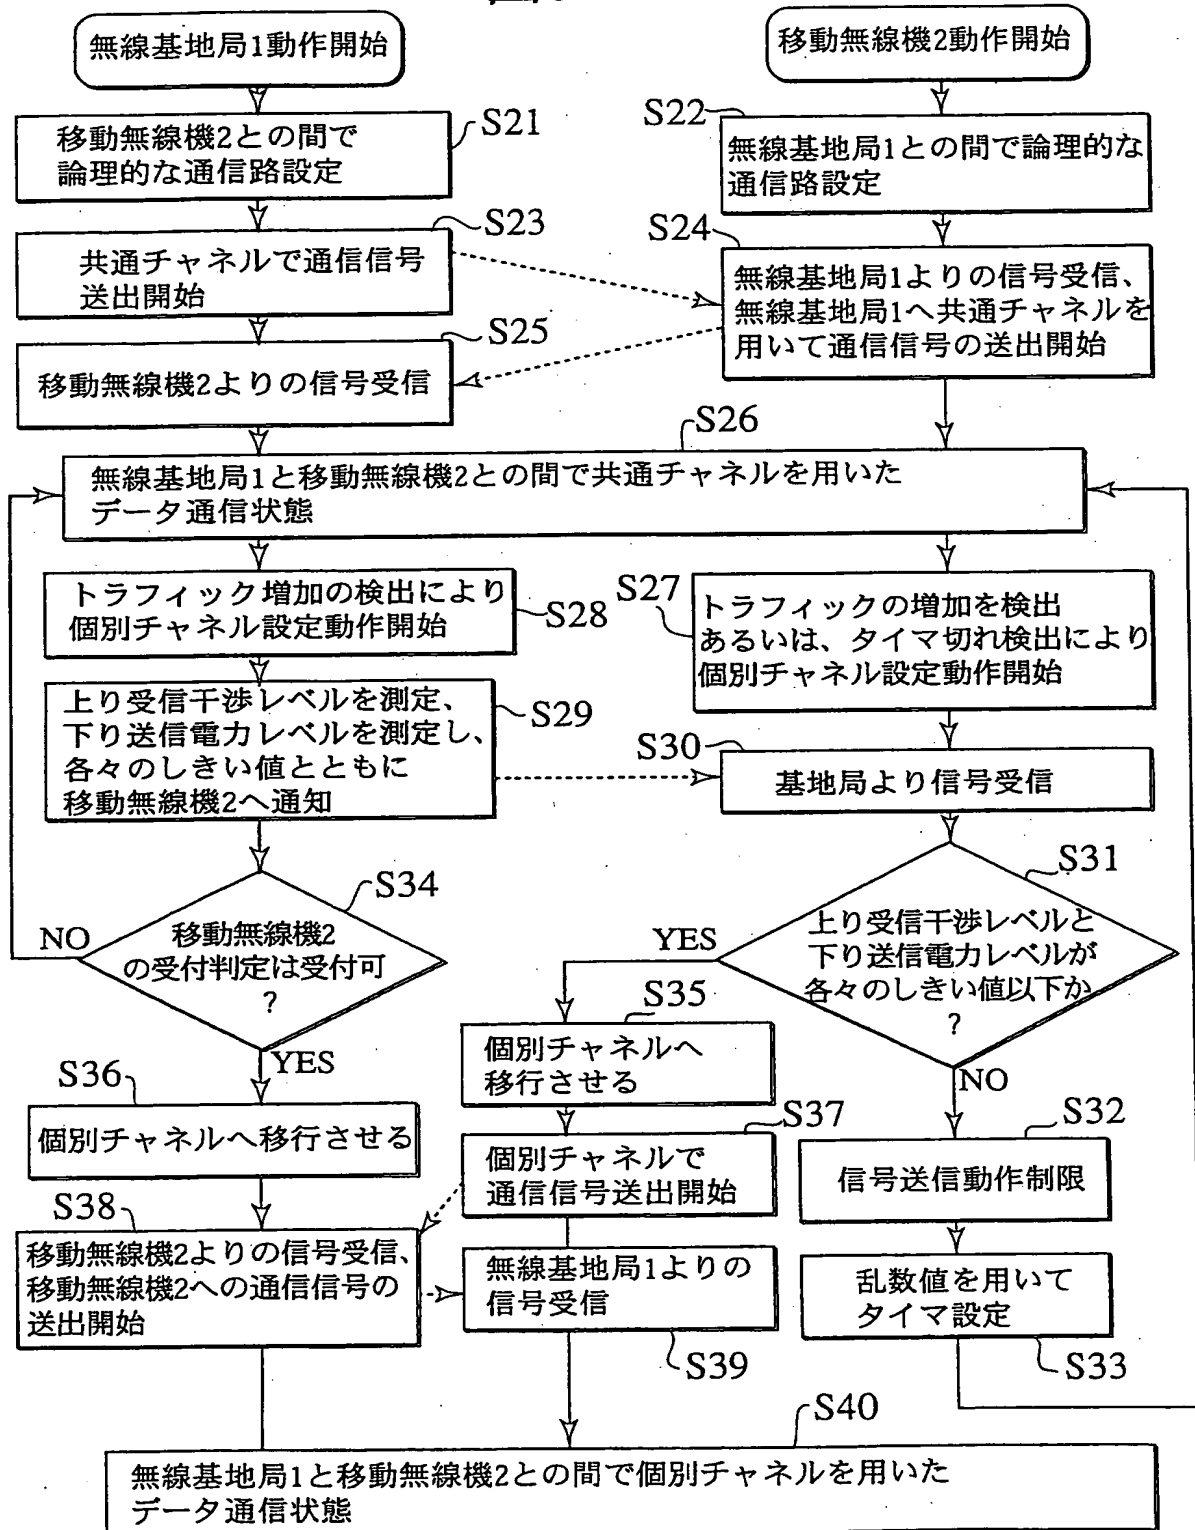 無線基地局1動作開始
移動無線機2動作開始
S21
移動無線機2との間で
論理的な通信路設定
S22
無線基地局1との間で論理的な
通信路設定
S23
共通チャネルで通信信号
送出開始
S24
無線基地局1よりの信号受信、
無線基地局1へ共通チャネルを
用いて通信信号の送出開始
S25
移動無線機2よりの信号受信
S26
無線基地局1と移動無線機2との間で共通チャネルを用いた
データ通信状態
トラフィック増加の検出により
個別チャネル設定動作開始
S28
S27
トラフィックの増加を検出
あるいは、タイマ切れ検出により
個別チャネル設定動作開始
上り受信干渉レベルを測定、
下り送信電力レベルを測定し、
各々のしきい値とともに
移動無線機2へ通知
S29
S30
基地局より信号受信
S34
移動無線機2
の受付判定は受付可
?
NO
YES
S31
上り受信干渉レベルと
下り送信電力レベルが
各々のしきい値以下か
?
YES
NO
S35
個別チャネルへ
移行させる
S36
個別チャネルへ移行させる
S37
個別チャネルで
通信信号送出開始
S32
信号送信動作制限
S38
移動無線機2よりの信号受信、
移動無線機2への通信信号の
送出開始
無線基地局1よりの
信号受信
S39
乱数値を用いて
タイマ設定
S33
S40
無線基地局1と移動無線機2との間で個別チャネルを用いた
データ通信状態